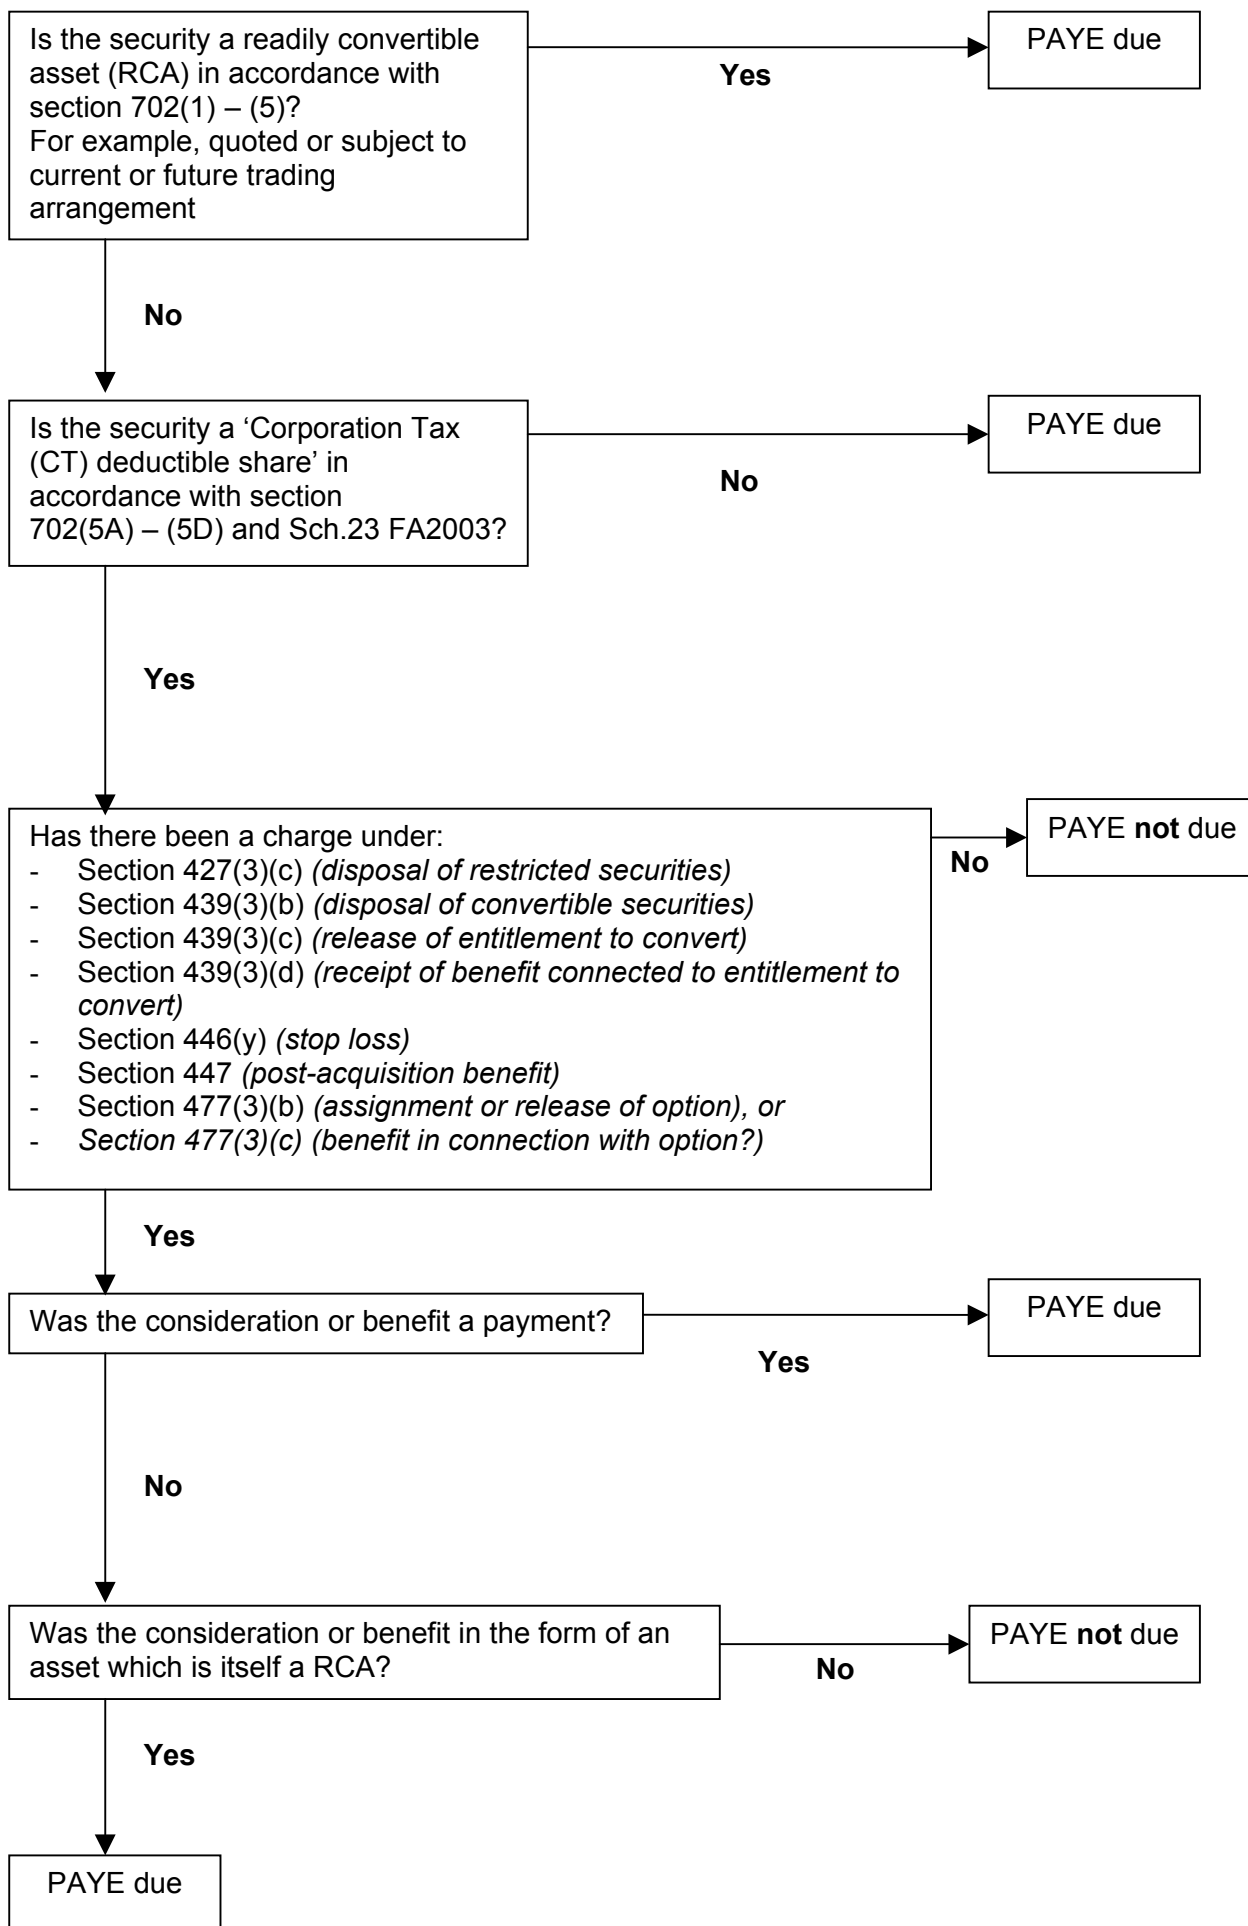 Is the security a readily convertible
asset (RCA) in accordance with
section 702(1) – (5)?
For example, quoted or subject to
current or future trading
arrangement
Yes
PAYE due
No
Is the security a ‘Corporation Tax
(CT) deductible share’ in
accordance with section
702(5A) – (5D) and Sch.23 FA2003?
No
PAYE due
Yes
Has there been a charge under:
- Section 427(3)(c) (disposal of restricted securities)
- Section 439(3)(b) (disposal of convertible securities)
- Section 439(3)(c) (release of entitlement to convert)
- Section 439(3)(d) (receipt of benefit connected to entitlement to
convert)
- Section 446(y) (stop loss)
- Section 447 (post-acquisition benefit)
- Section 477(3)(b) (assignment or release of option), or
- Section 477(3)(c) (benefit in connection with option?)
No
PAYE not due
Yes
Was the consideration or benefit a payment?
Yes
PAYE due
No
Was the consideration or benefit in the form of an
asset which is itself a RCA?
No
PAYE not due
Yes
PAYE due